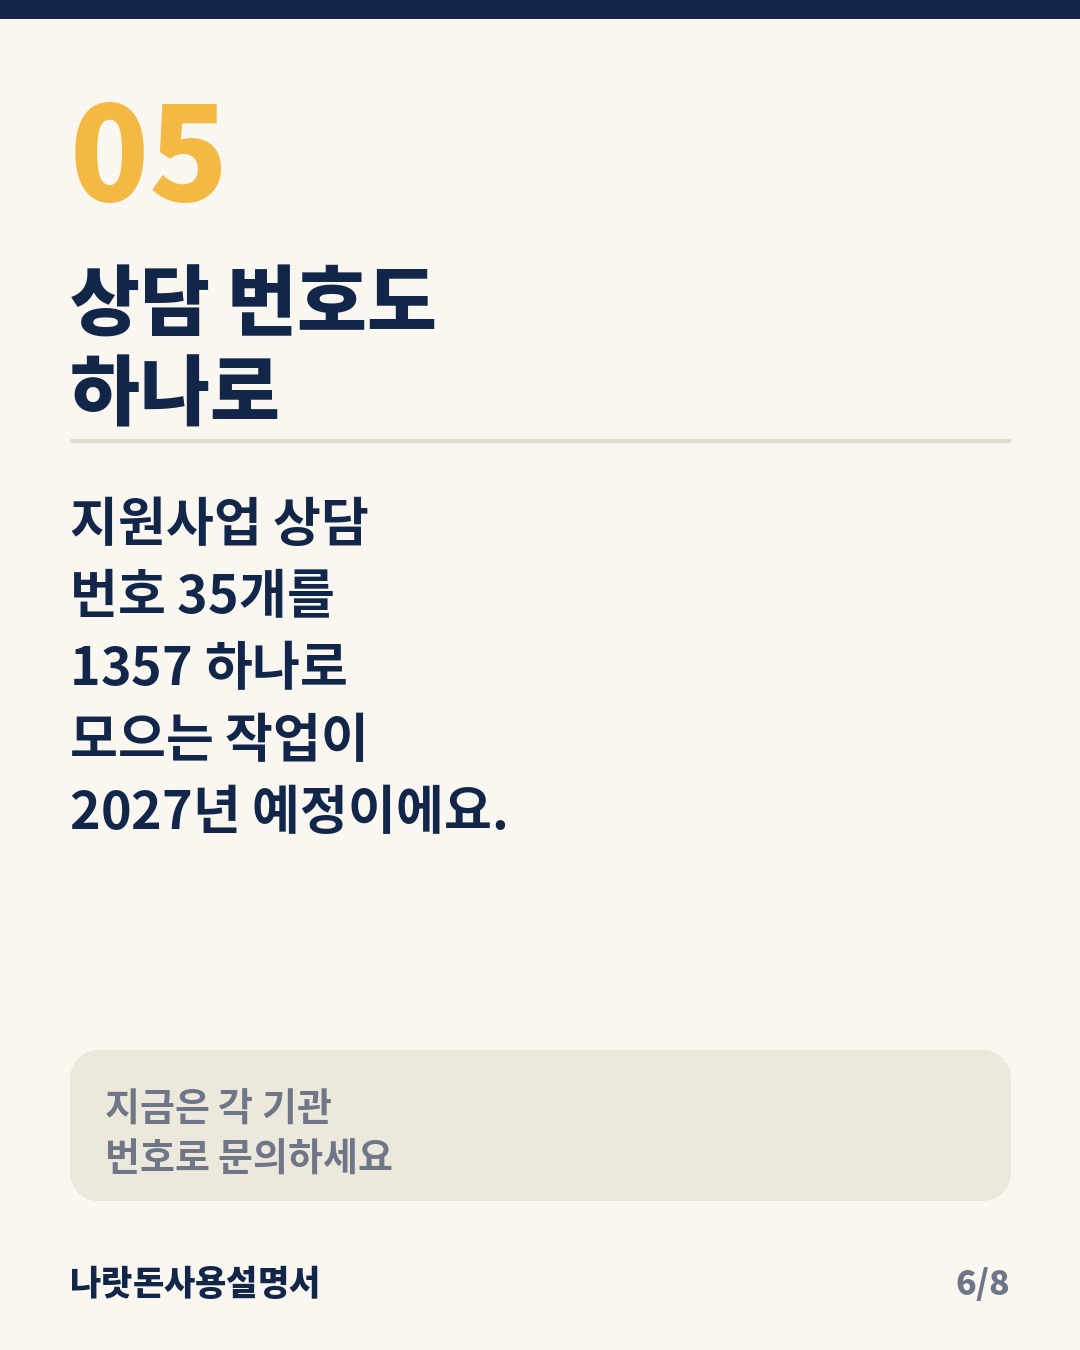 05
상담 번호도
하나로
지원사업 상담
번호 35개를
1357 하나로
모으는 작업이
2027년 예정이에요.
지금은 각 기관
번호로 문의하세요
나랏돈사용설명서
6/8